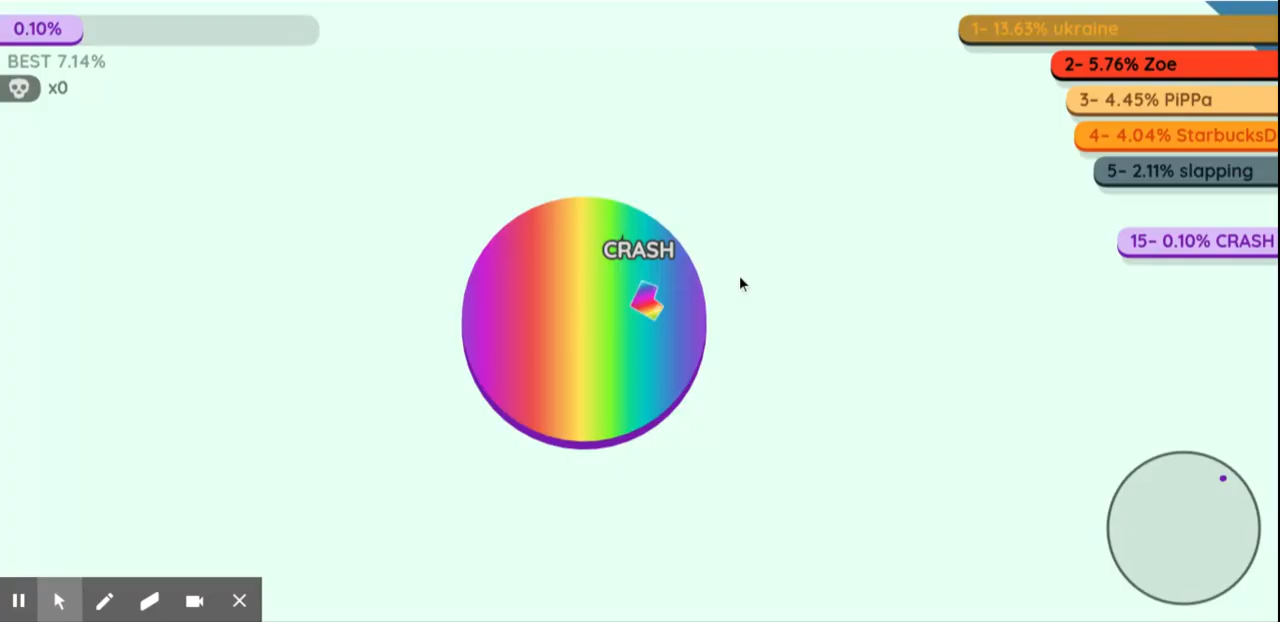 0.10%
BEST 7.14%
x0
1- 13.63% ukraine
2- 5.76% Zoe
3- 4.45% PiPPa
4- 4.04% StarbucksD
5- 2.11% slapping
15- 0.10% CRASH
CRASH